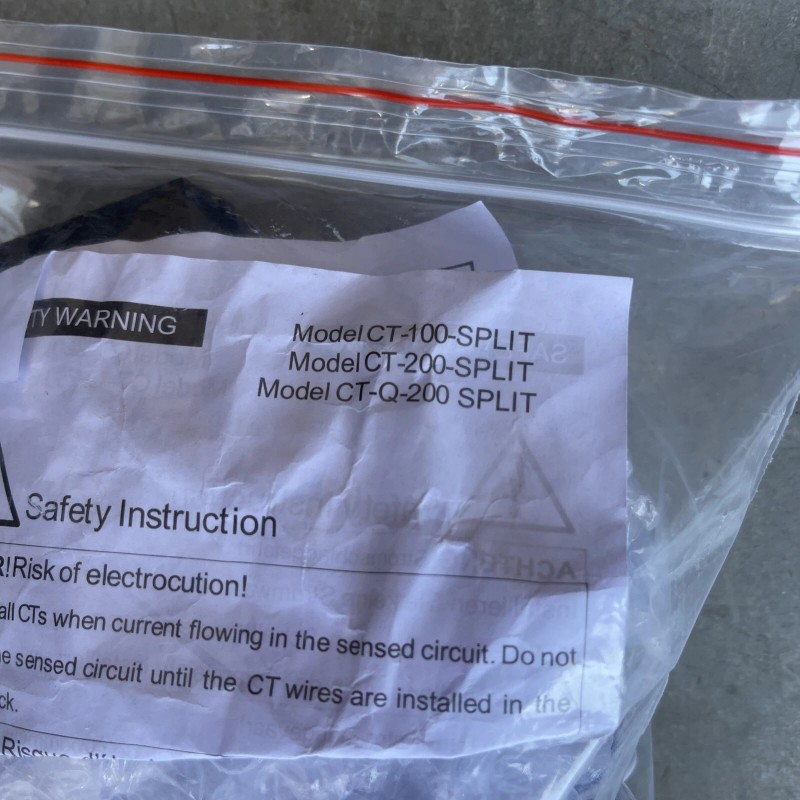 TY WARNING
Model CT-100-SPLIT
Model CT-200-SPLIT
Model CT-Q-200 SPLIT
Safety Instruction
R! Risk of electrocution!
all CTs when current flowing in the sensed circuit. Do not
e sensed circuit until the CT wires are installed in the
ck.
ACHTUN